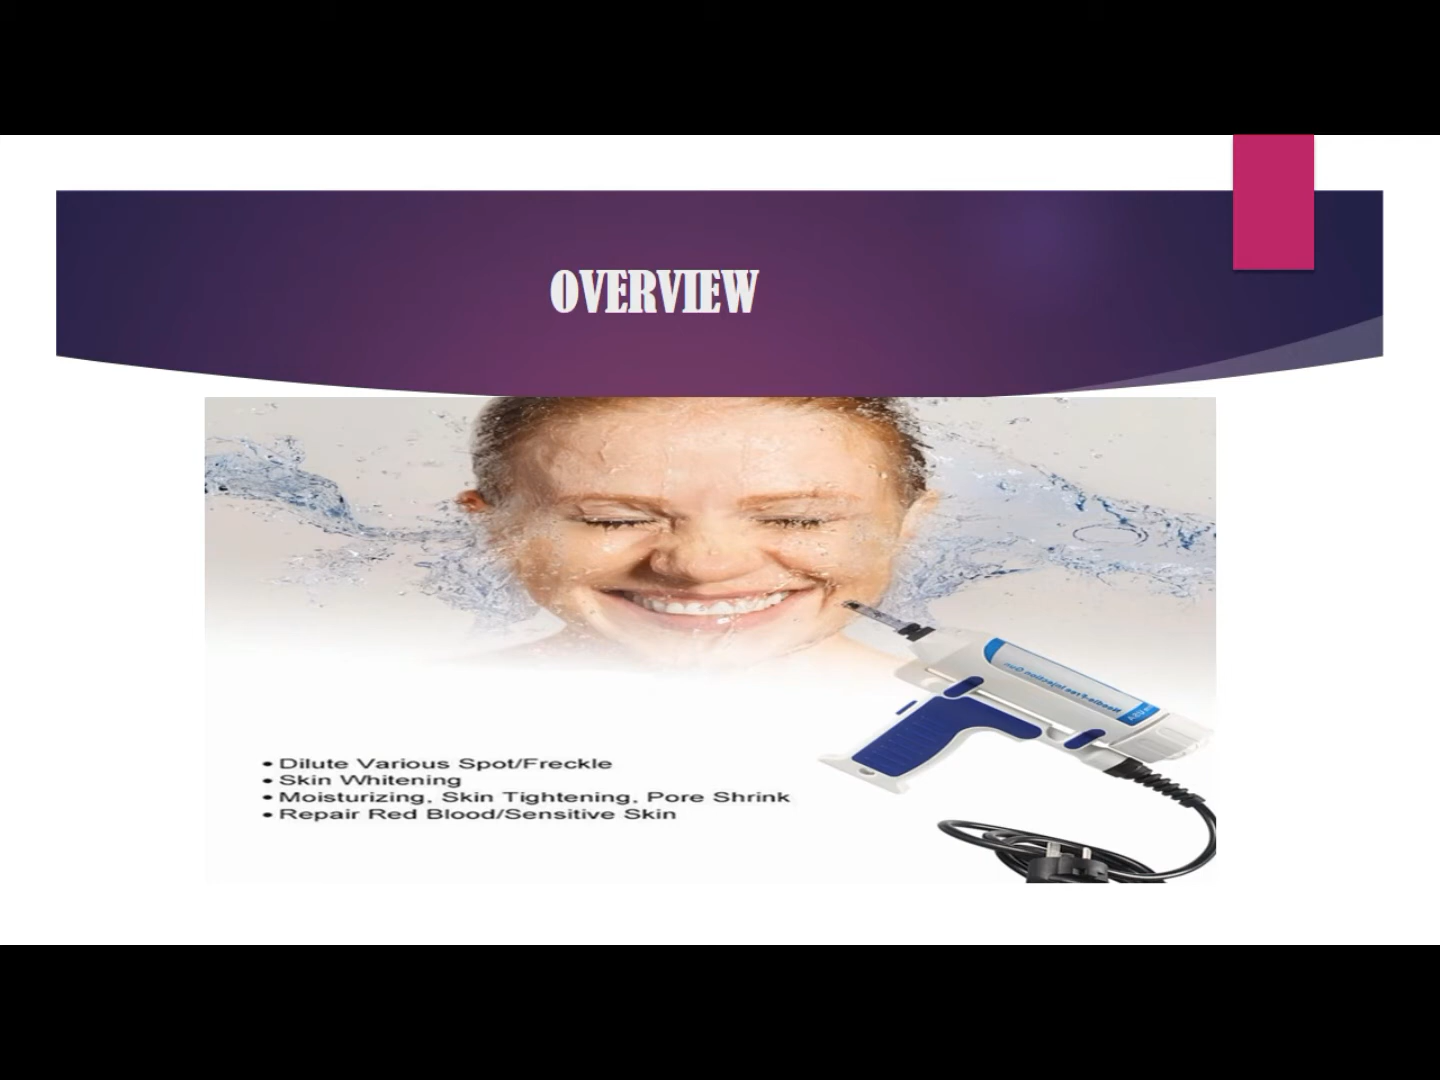 OVERVIEW
• Dilute Various Spot/Freckle
• Skin Whitening
• Moisturizing, Skin Tightening, Pore Shrink
• Repair Red Blood/Sensitive Skin